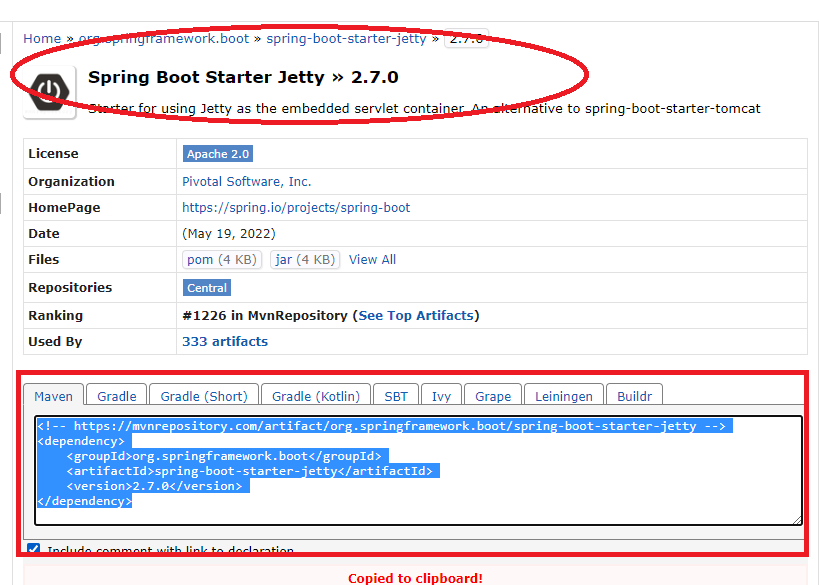 Home » org.springframework.boot » spring-boot-starter-jetty » 2.7.0
Spring Boot Starter Jetty » 2.7.0
Starter for using Jetty as the embedded servlet container. An alternative to spring-boot-starter-tomcat
License Apache 2.0
Organization Pivotal Software, Inc.
HomePage https://spring.io/projects/spring-boot
Date (May 19, 2022)
Files pom (4 KB) jar (4 KB) View All
Repositories Central
Ranking #1226 in MvnRepository (See Top Artifacts)
Used By 333 artifacts
Maven Gradle Gradle (Short) Gradle (Kotlin) SBT Ivy Grape Leiningen Buildr
<!-- https://mvnrepository.com/artifact/org.springframework.boot/spring-boot-starter-jetty -->
<dependency>
    <groupId>org.springframework.boot</groupId>
    <artifactId>spring-boot-starter-jetty</artifactId>
    <version>2.7.0</version>
</dependency>
Include comment with link to declaration
Copied to clipboard!